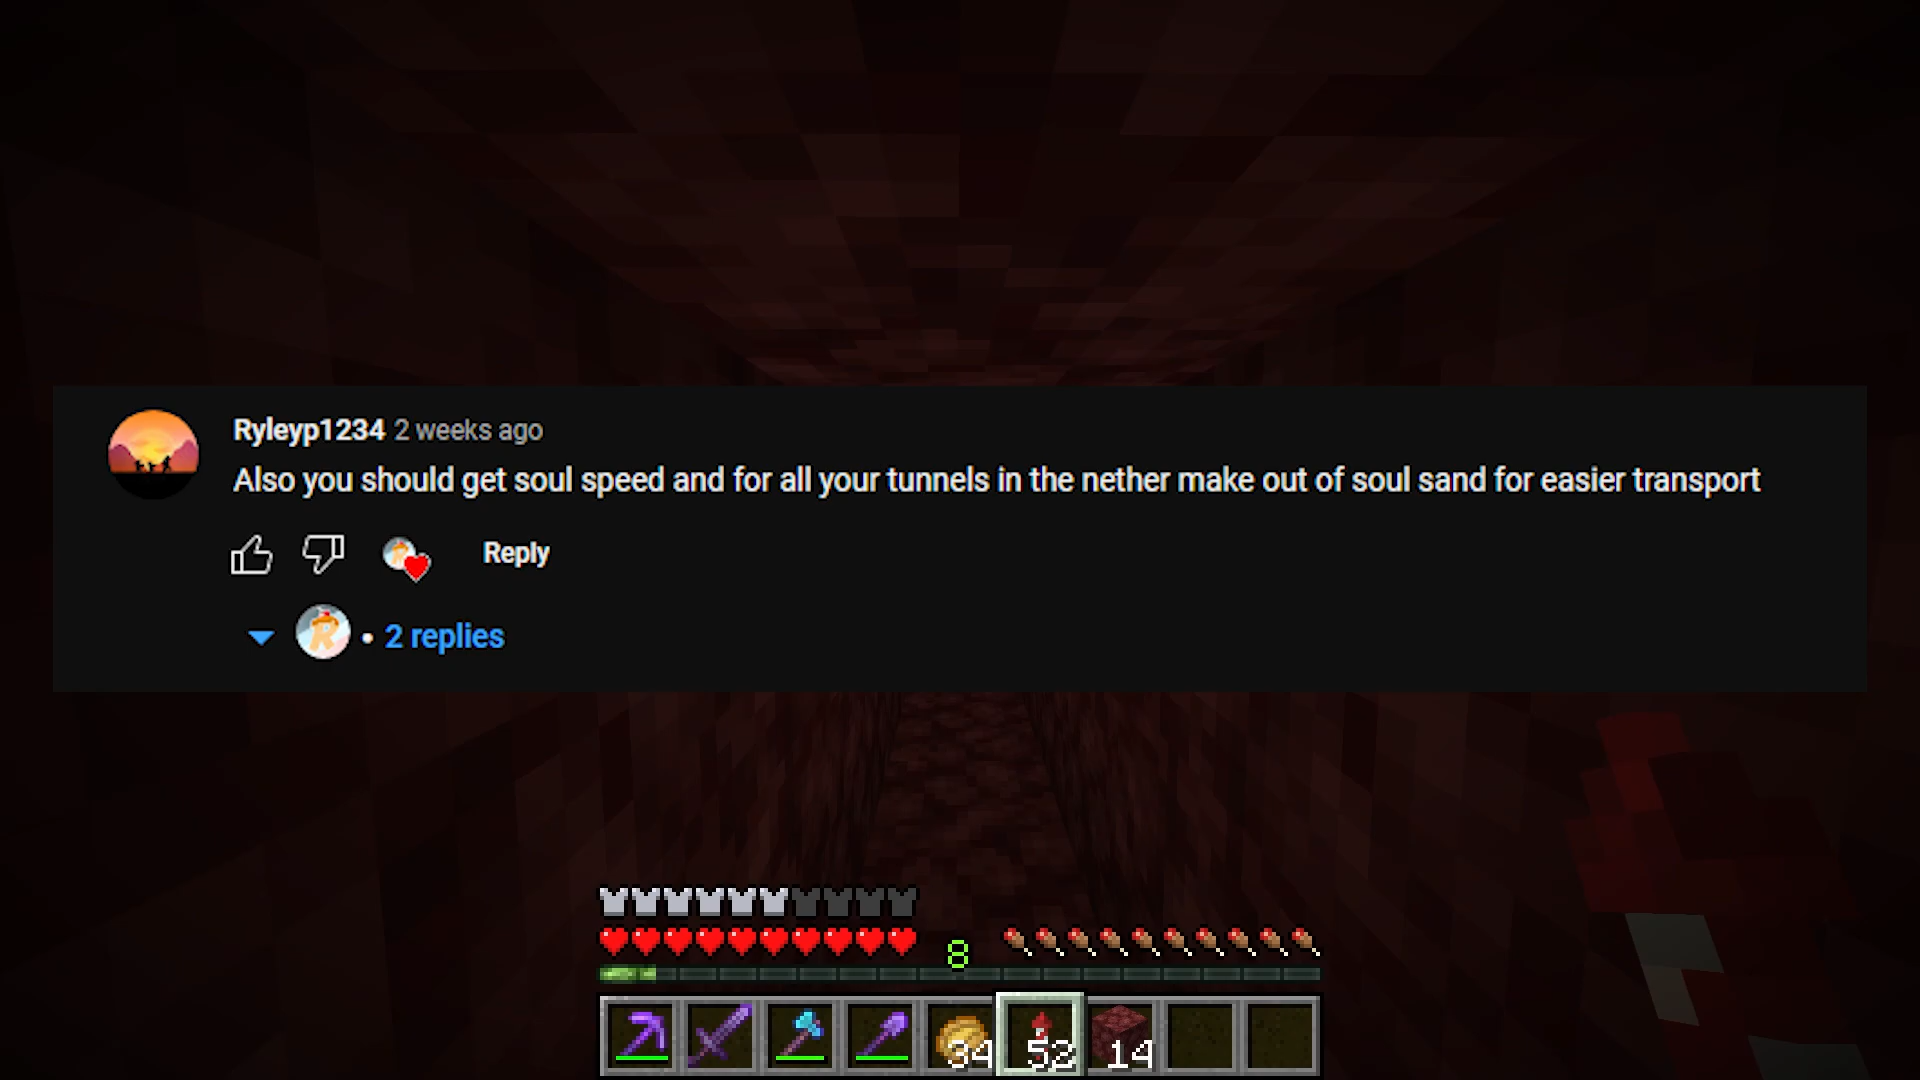 Ryleyp1234 2 weeks ago
Also you should get soul speed and for all your tunnels in the nether make out of soul sand for easier transport
Reply
R • 2 replies
8
34 52 14